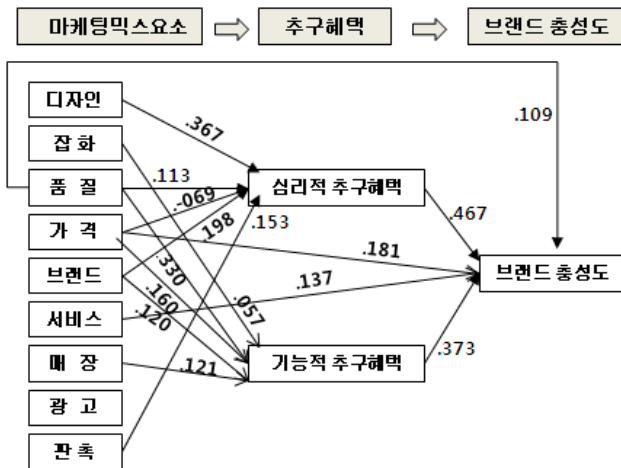 마케팅믹스요소 추구혜택 브랜드 충성도
디자인
.109
.367
잡 화
품 질
.113
심리적 추구혜택
.-069
.467
가 격
.198
.153
.181
브랜드
.330
브랜드 충성도
.160
.137
.057
서비스
.120
매 장
.121
기능적 추구혜택
.373
광 고
판 촉